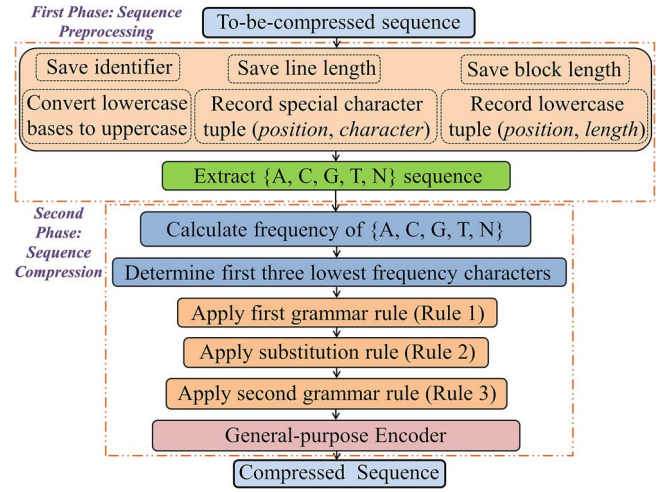 First Phase: Sequence
Preprocessing
To-be-compressed sequence
Save identifier
Save line length
Save block length
Convert lowercase
bases to uppercase
Record special character
tuple (position, character)
Record lowercase
tuple (position, length)
Extract {A, C, G, T, N} sequence
Second
Phase:
Sequence
Compression
Calculate frequency of {A, C, G, T, N}
Determine first three lowest frequency characters
Apply first grammar rule (Rule 1)
Apply substitution rule (Rule 2)
Apply second grammar rule (Rule 3)
General-purpose Encoder
Compressed Sequence